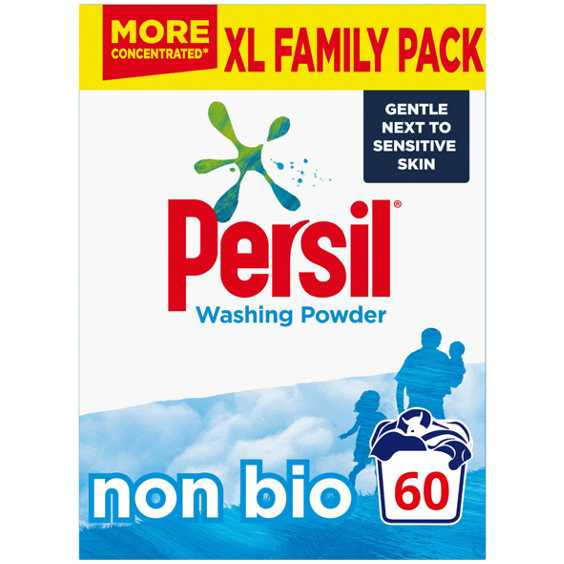 MORE
CONCENTRATED*
XL FAMILY PACK
GENTLE
NEXT TO
SENSITIVE
SKIN
Persil®
Washing Powder
non bio
60